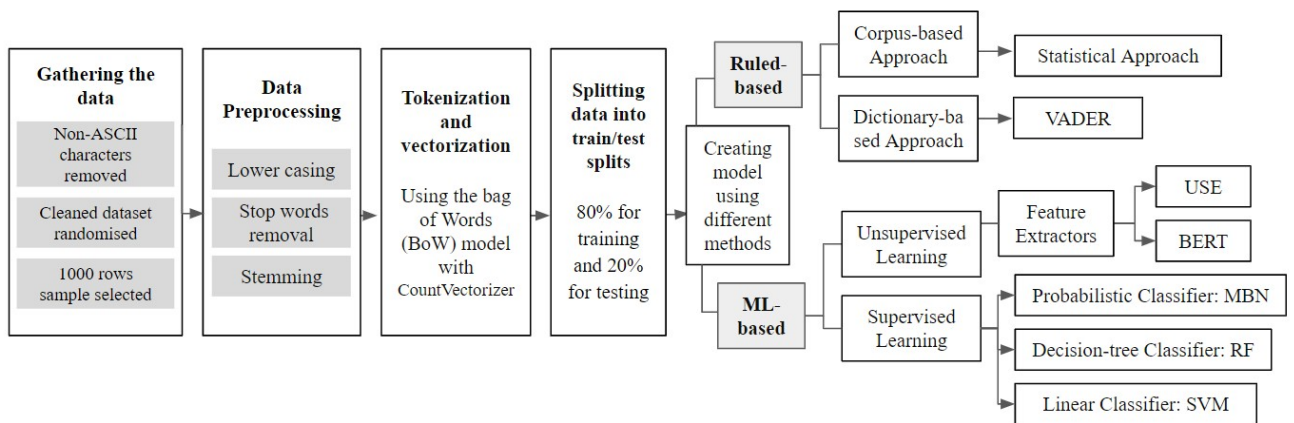 Gathering the
data
Non-ASCII
characters
removed
Cleaned dataset
randomised
1000 rows
sample selected
Data
Preprocessing
Lower casing
Stop words
removal
Stemming
Tokenization
and
vectorization
Using the bag
of Words
(BoW) model
with
CountVectorizer
Splitting
data into
train/test
splits
80% for
training
and 20%
for testing
Creating
model
using
different
methods
Ruled-
based
Corpus-based
Approach
Statistical Approach
Dictionary-ba
sed Approach
VADER
ML-
based
Unsupervised
Learning
Feature
Extractors
USE
BERT
Supervised
Learning
Probabilistic Classifier: MBN
Decision-tree Classifier: RF
Linear Classifier: SVM